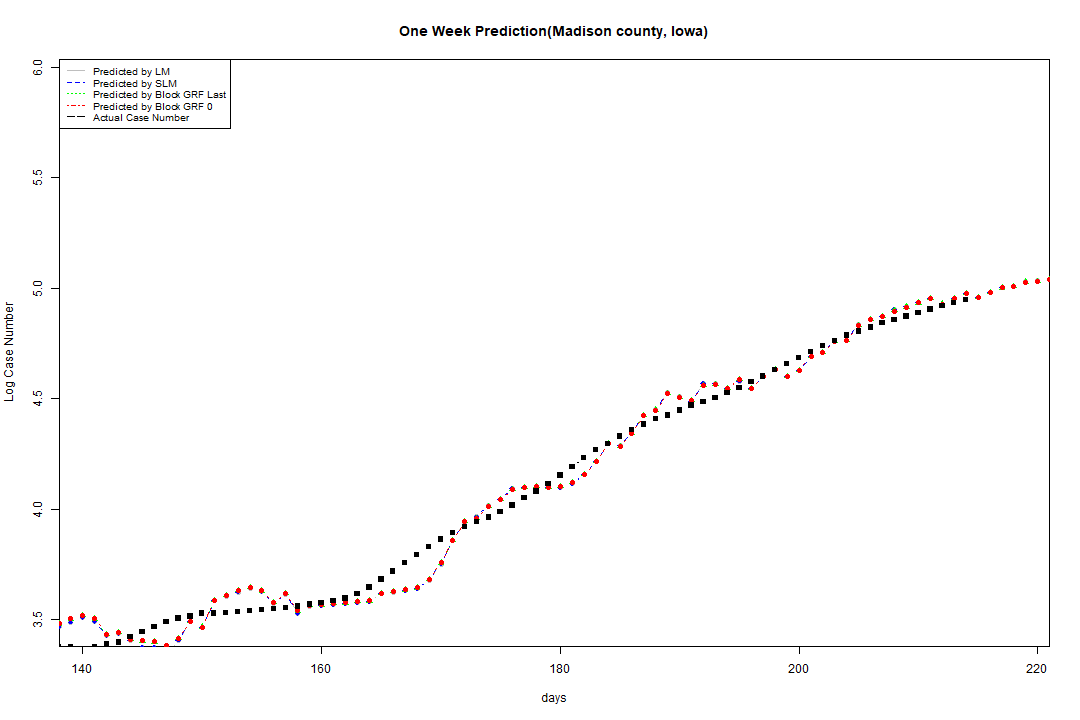 One Week Prediction(Madison county, Iowa)
Predicted by LM
Predicted by SLM
Predicted by Block GRF Last
Predicted by Block GRF 0
Actual Case Number
6.0
5.5
5.0
4.5
4.0
3.5
Log Case Number
140 160 180 200 220
days